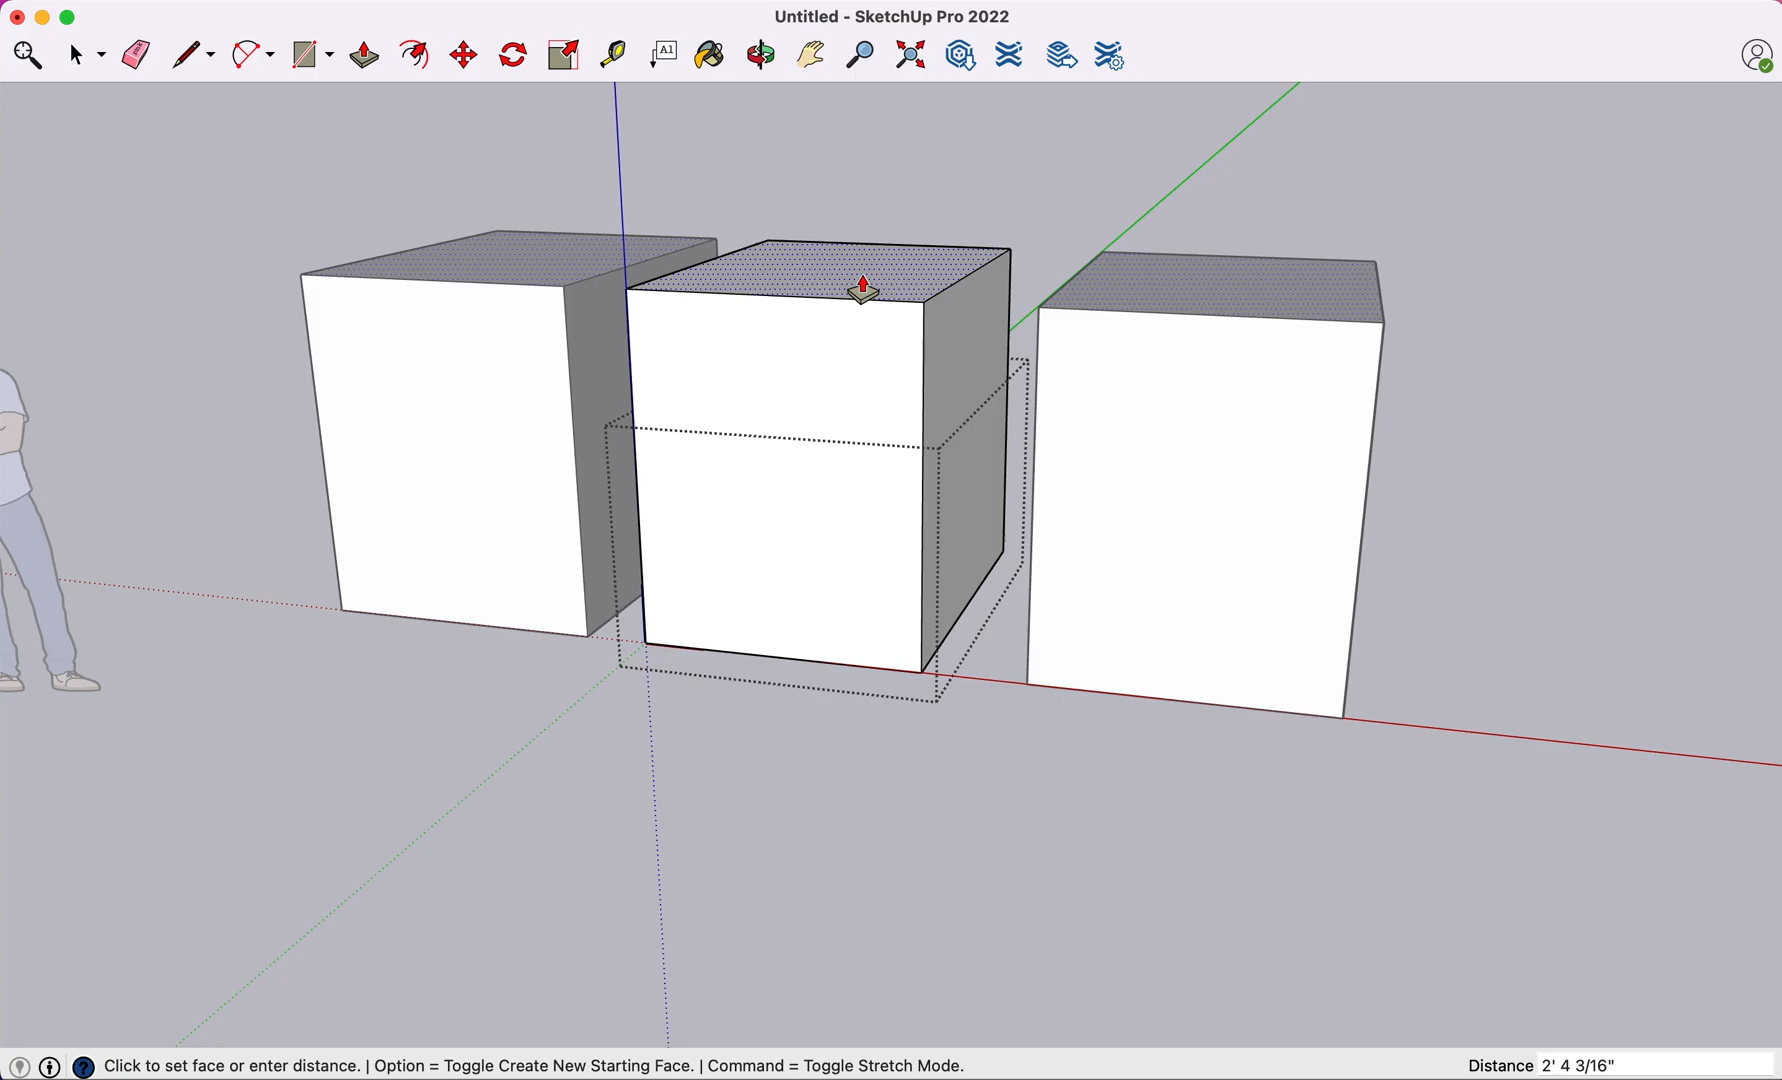 Untitled - SketchUp Pro 2022
A1
Click to set face or enter distance. | Option = Toggle Create New Starting Face. | Command = Toggle Stretch Mode.
Distance 2' 4 3/16"